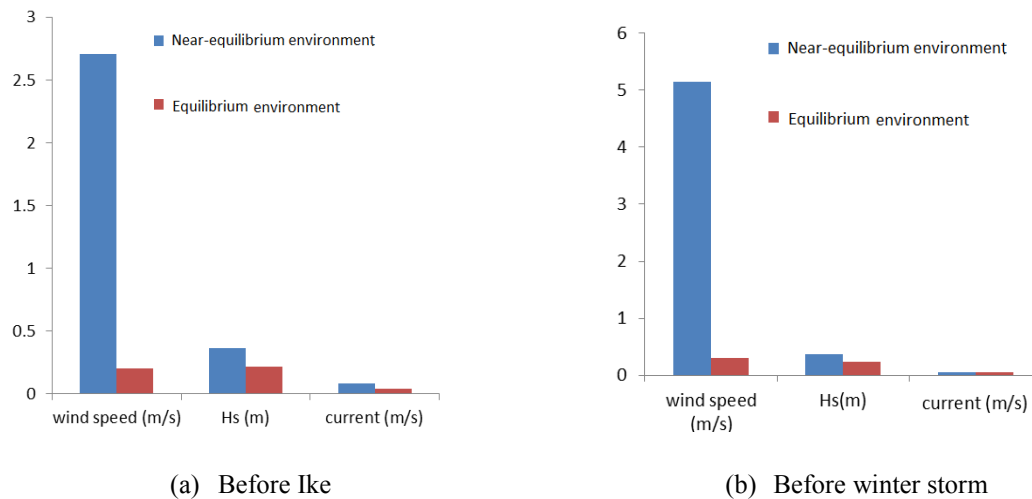 3
2.5
2
1.5
1
0.5
0
Near-equilibrium environment
Equilibrium environment
wind speed (m/s)
Hs (m)
current (m/s)
(a) Before Ike
6
5
4
3
2
1
0
Near-equilibrium environment
Equilibrium environment
wind speed
(m/s)
Hs(m)
current (m/s)
(b) Before winter storm